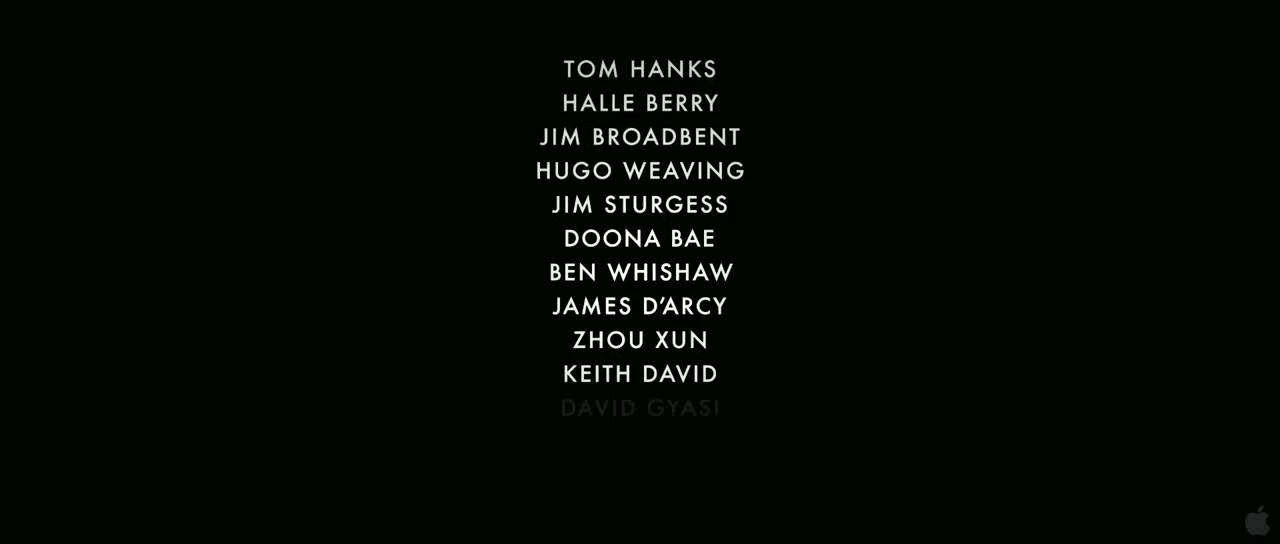 TOM HANKS
HALLE BERRY
JIM BROADBENT
HUGO WEAVING
JIM STURGESS
DOONA BAE
BEN WHISHAW
JAMES D’ARCY
ZHOU XUN
KEITH DAVID
DAVID GYASI